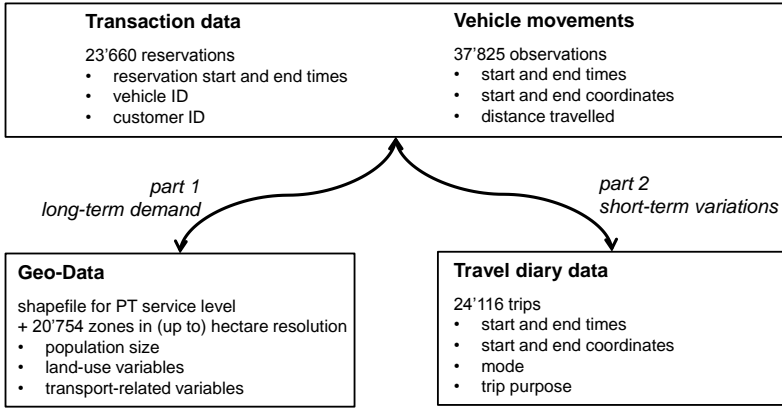 Transaction data
23'660 reservations
• reservation start and end times
• vehicle ID
• customer ID
Vehicle movements
37'825 observations
• start and end times
• start and end coordinates
• distance travelled
part 1
long-term demand
part 2
short-term variations
Geo-Data
shapefile for PT service level
+ 20'754 zones in (up to) hectare resolution
• population size
• land-use variables
• transport-related variables
Travel diary data
24'116 trips
• start and end times
• start and end coordinates
• mode
• trip purpose